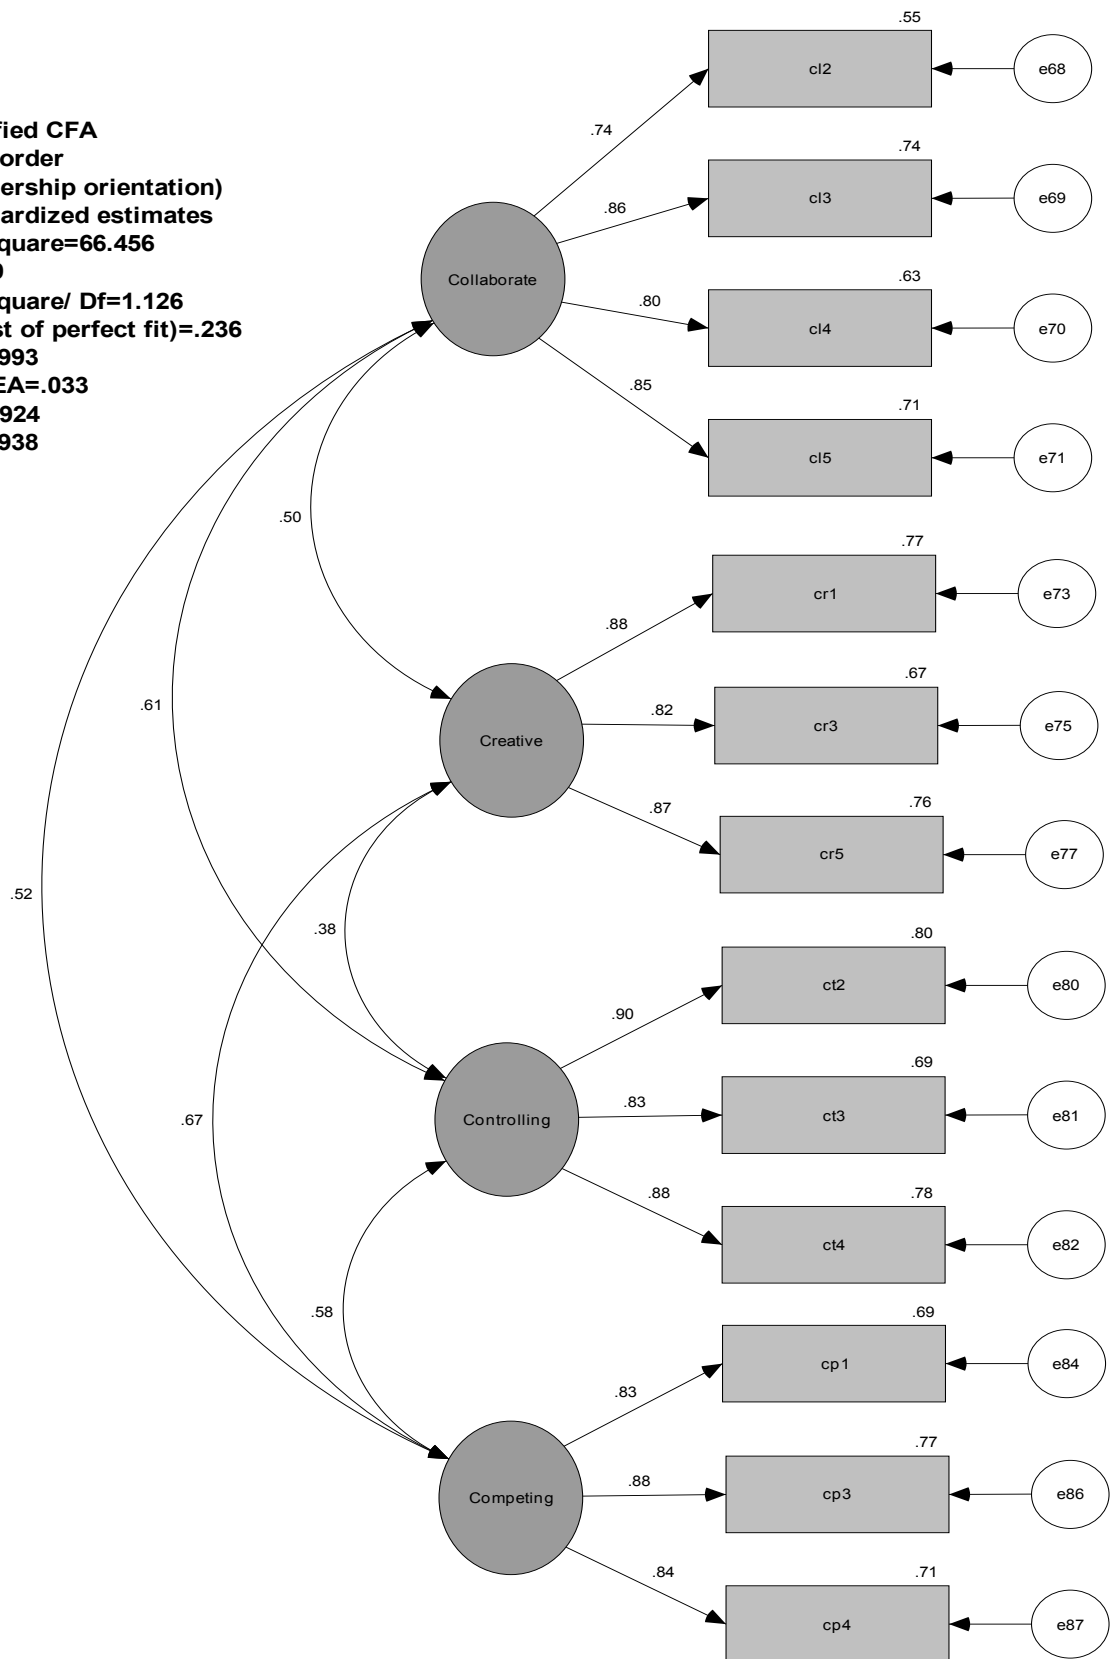 .55
cl2
e68
.74
fied CFA
order
ership orientation)
ardized estimates
quare=66.456
quare/ Df=1.126
st of perfect fit)=.236
993
EA=.033
924
938
.74
cl3
e69
.86
Collaborate
.63
cl4
e70
.80
.71
cl5
e71
.85
.50
.77
cr1
e73
.88
.61
.67
cr3
e75
.82
Creative
.76
cr5
e77
.87
.52
.38
.80
ct2
e80
.90
.69
ct3
e81
.83
Controlling
.67
.78
ct4
e82
.88
.58
.69
cp1
e84
.83
.77
cp3
e86
.88
Competing
.71
cp4
e87
.84